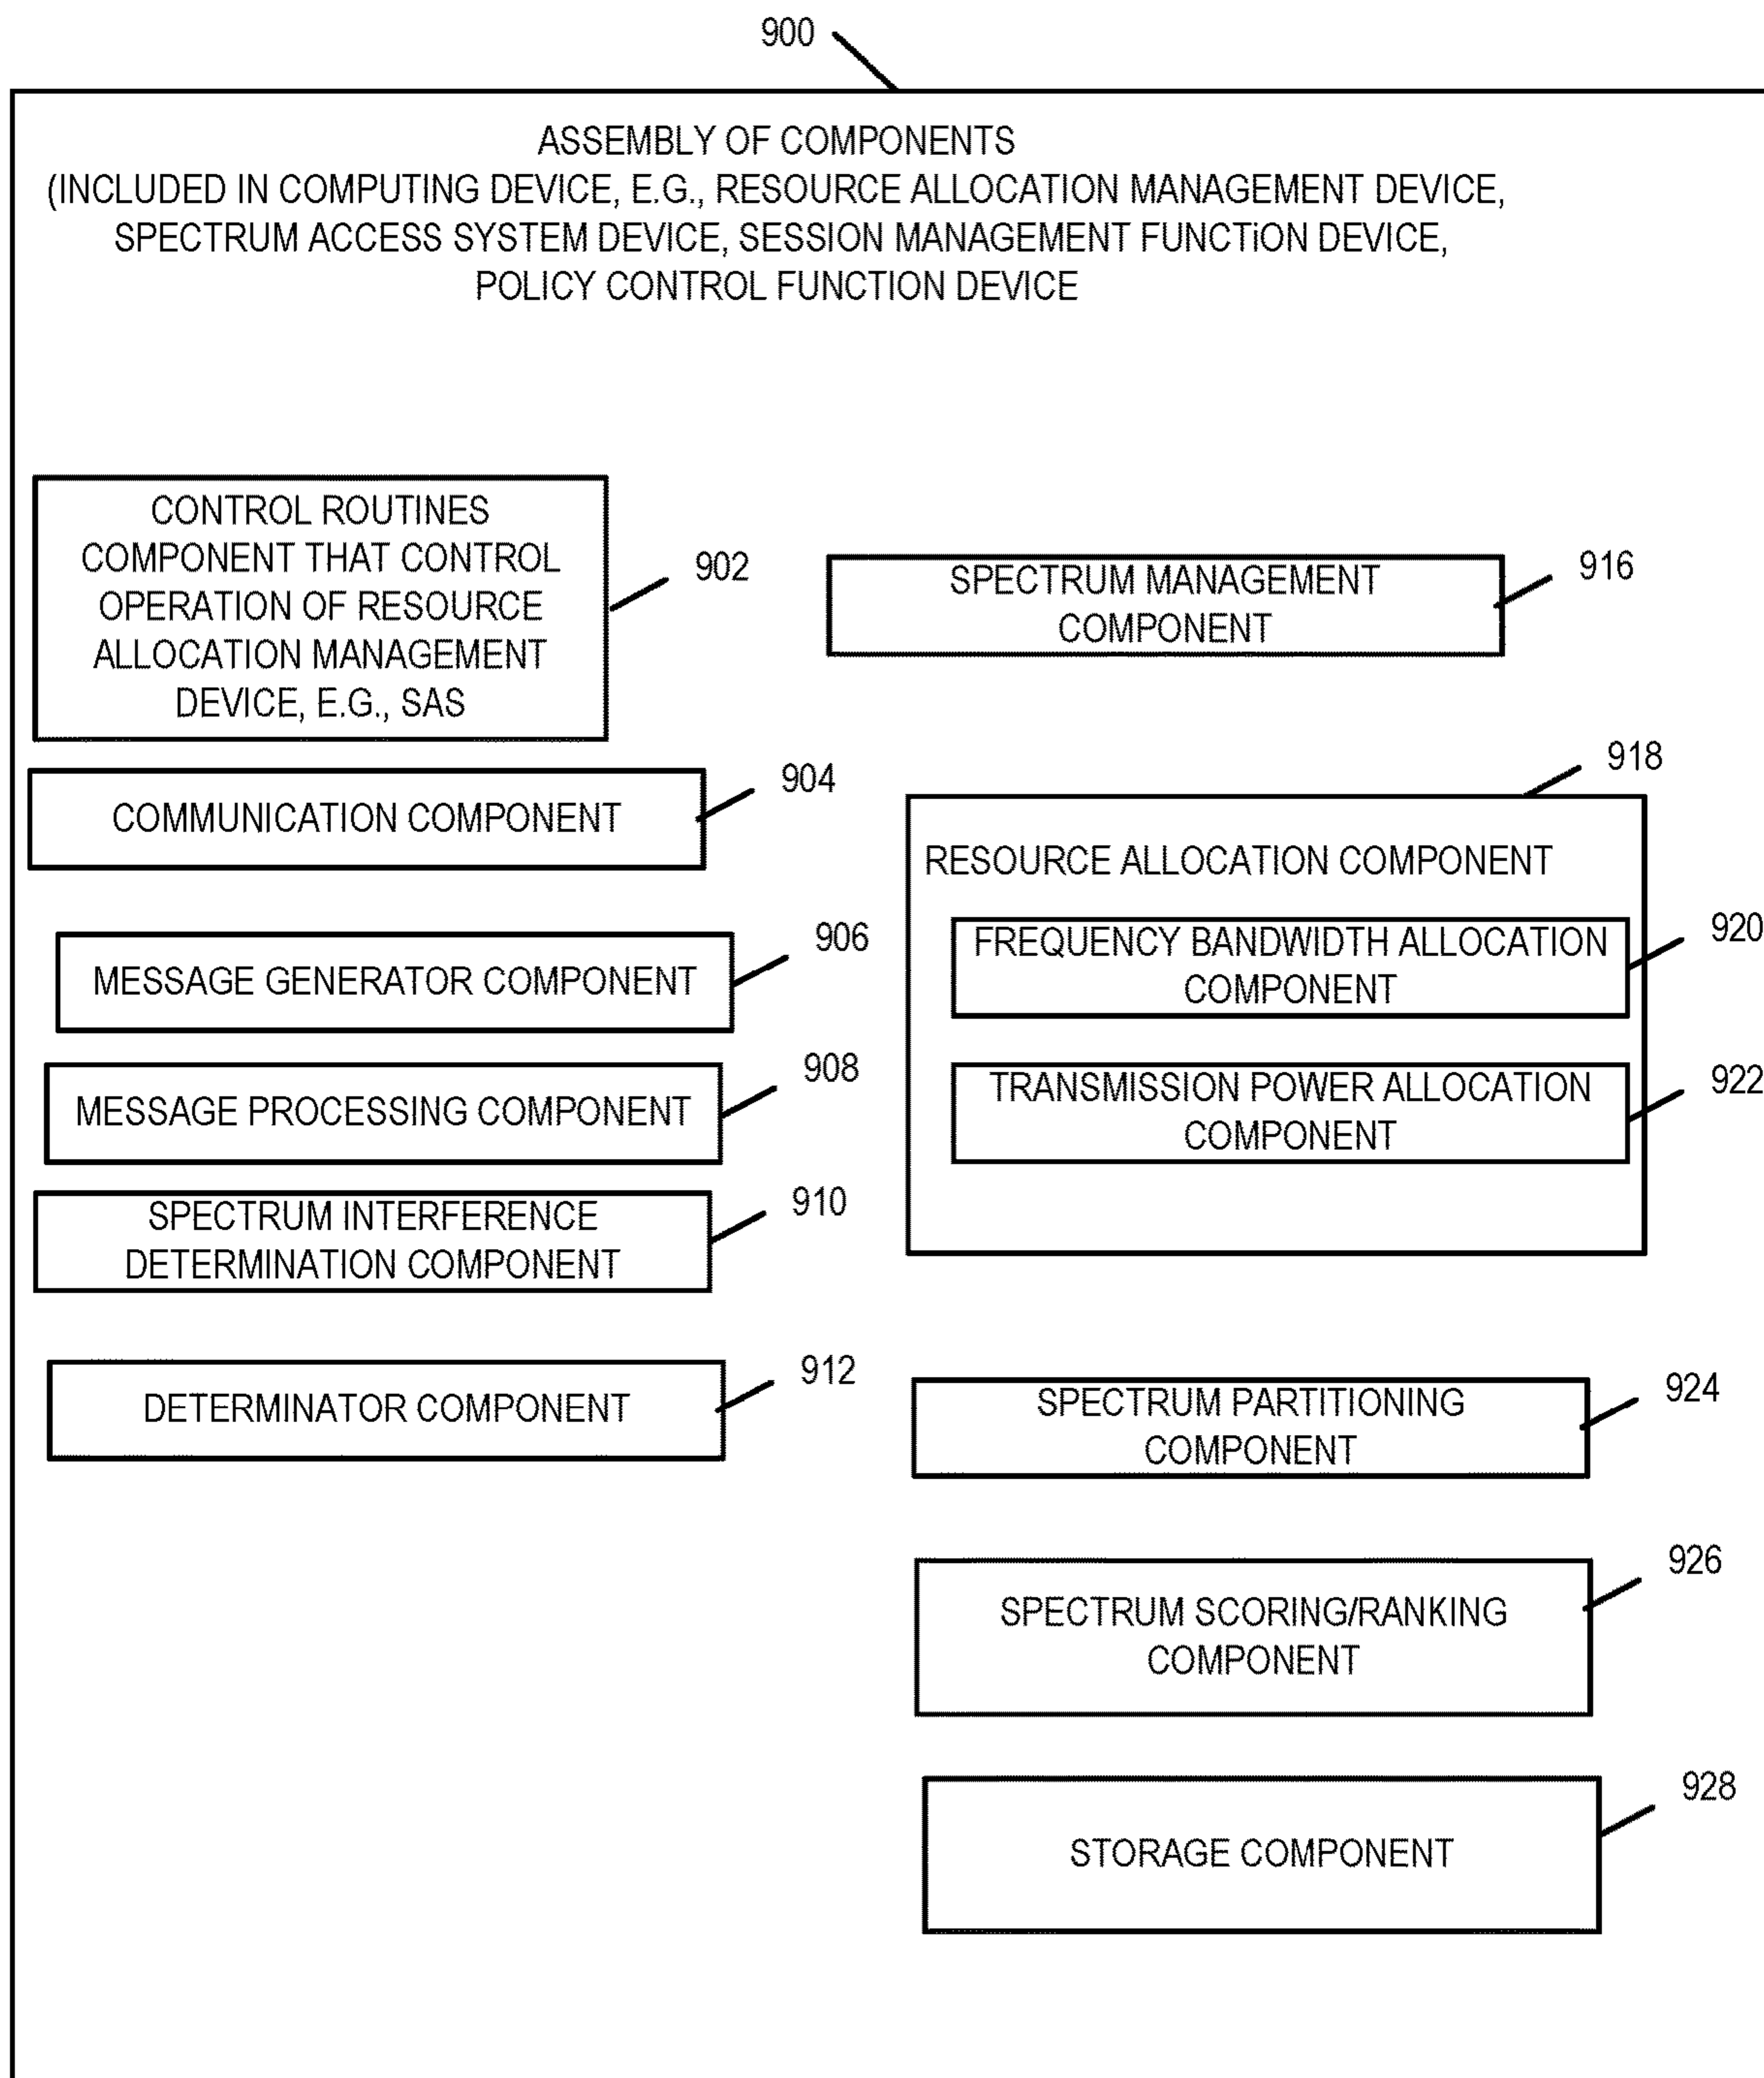 900
ASSEMBLY OF COMPONENTS
(INCLUDED IN COMPUTING DEVICE, E.G., RESOURCE ALLOCATION MANAGEMENT DEVICE,
SPECTRUM ACCESS SYSTEM DEVICE, SESSION MANAGEMENT FUNCTiON DEVICE,
POLICY CONTROL FUNCTION DEVICE
CONTROL ROUTINES
COMPONENT THAT CONTROL
OPERATION OF RESOURCE
ALLOCATION MANAGEMENT
DEVICE, E.G., SAS
902
COMMUNICATION COMPONENT
904
MESSAGE GENERATOR COMPONENT
906
MESSAGE PROCESSING COMPONENT
908
SPECTRUM INTERFERENCE
DETERMINATION COMPONENT
910
DETERMINATOR COMPONENT
912
SPECTRUM MANAGEMENT
COMPONENT
916
918
RESOURCE ALLOCATION COMPONENT
FREQUENCY BANDWIDTH ALLOCATION
COMPONENT
920
TRANSMISSION POWER ALLOCATION
COMPONENT
922
SPECTRUM PARTITIONING
COMPONENT
924
SPECTRUM SCORING/RANKING
COMPONENT
926
STORAGE COMPONENT
928